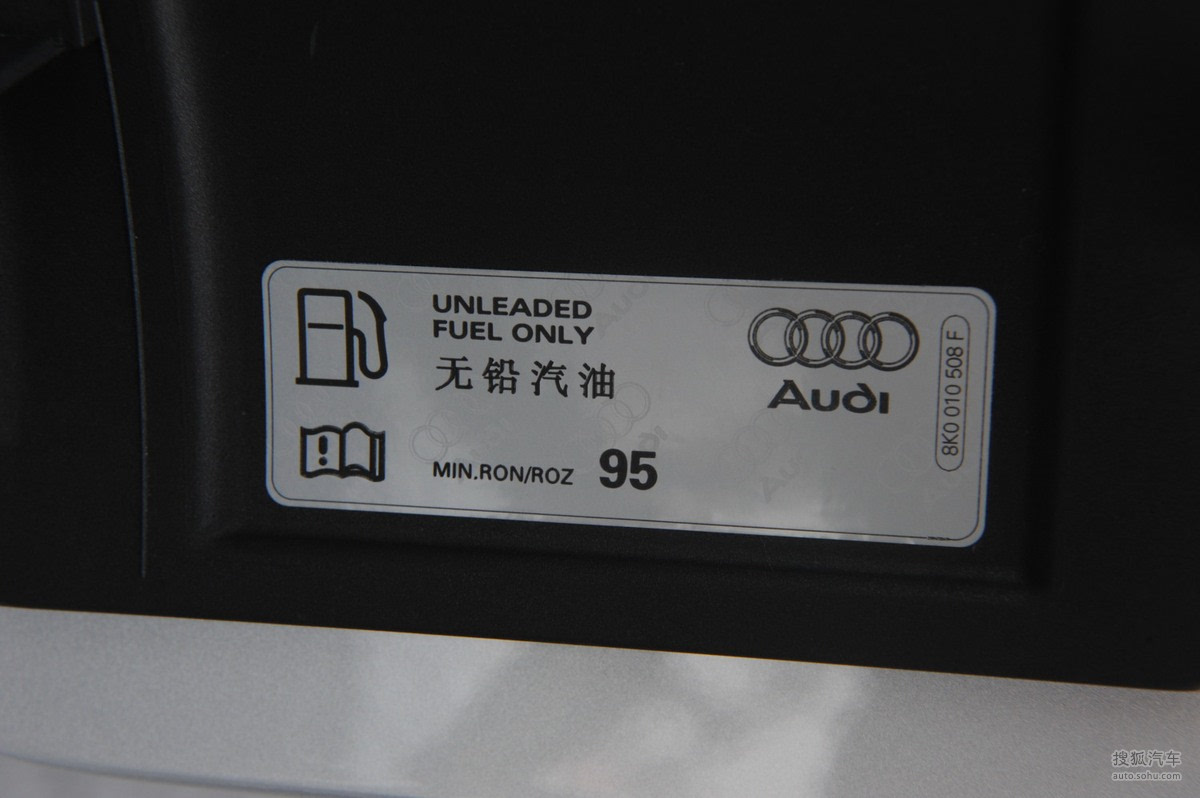 UNLEADED
FUEL ONLY
无铅汽油
MIN.RON/ROZ 95
Audi
8K0 010 508 F
搜狐汽车
auto.sohu.com